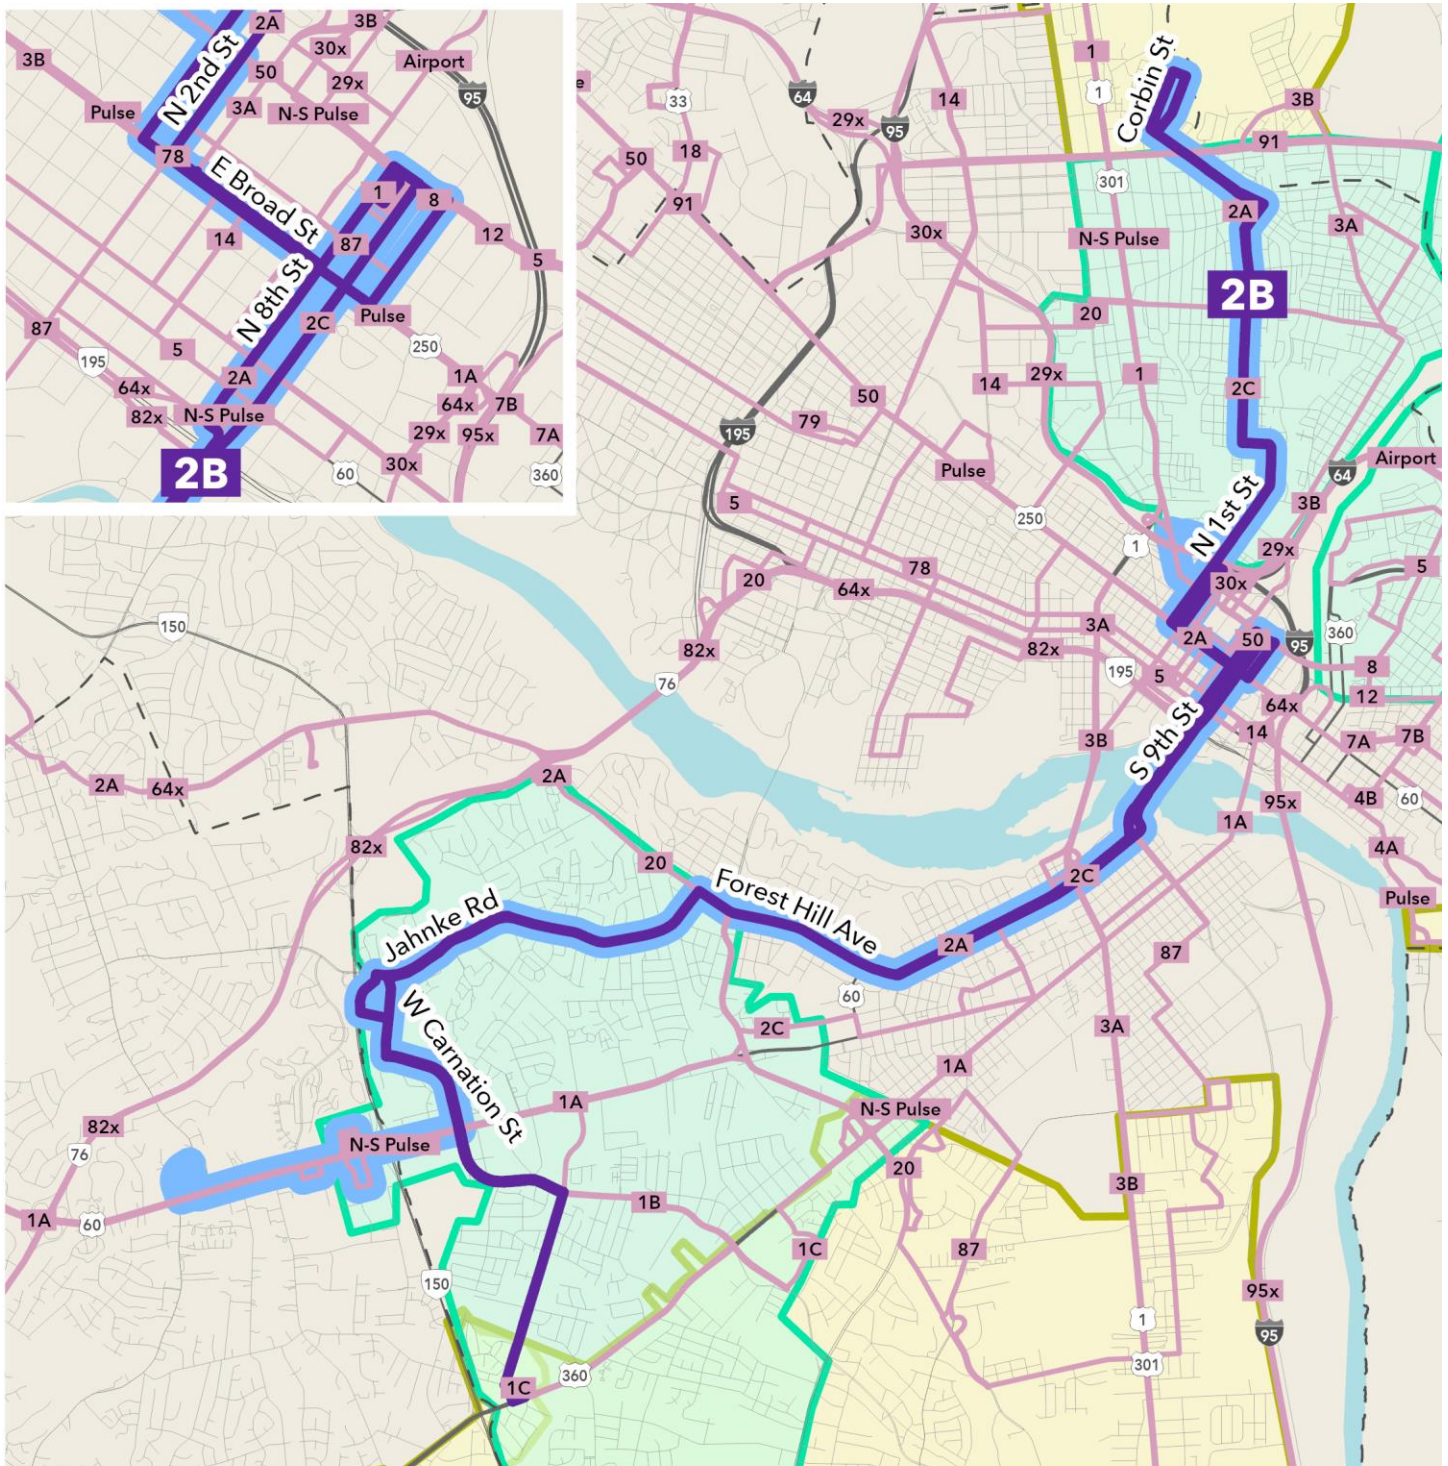 2A
3B
N 2nd St
30x
3B
50
29x
Airport
95
3A
Pulse
N-S Pulse
78
E Broad St
1
8
14
87
12
5
N 8th St
Pulse
87
2C
250
5
195
1A
64x
2A
64x
7B
82x
N-S Pulse
29x
95x
7A
2B
30x
60
360
e
33
64
14
1
1
Corbin St
3B
29x
95
18
50
91
301
91
2A
3A
30x
N-S Pulse
2B
20
1
29x
14
2C
50
79
195
Pulse
64
Airport
5
250
1
N 1st St
3B
29x
5
20
78
64x
30x
150
3A
2A
50
95
360
82x
82x
8
5
195
12
76
64x
S 9th St
14
7A
7B
3B
2A
2A
64x
4B
60
95x
1A
82x
4A
20
2C
Forest Hill Ave
Pulse
Jahnke Rd
2A
87
60
W Carnation St
2C
3A
1A
1A
N-S Pulse
82x
N-S Pulse
76
20
3B
1B
1A
60
1C
87
150
95x
1
95
301
360
1C